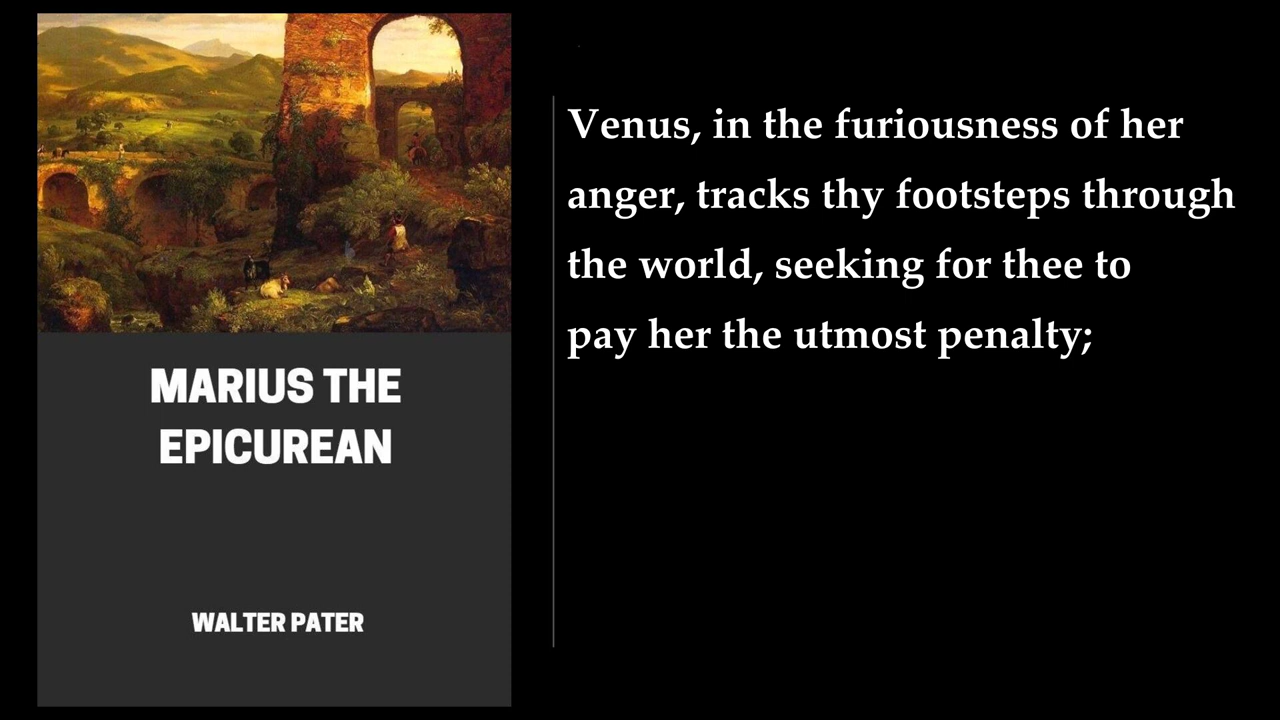 MARIUS THE
EPICUREAN
WALTER PATER
Venus, in the furiousness of her
anger, tracks thy footsteps through
the world, seeking for thee to
pay her the utmost penalty;